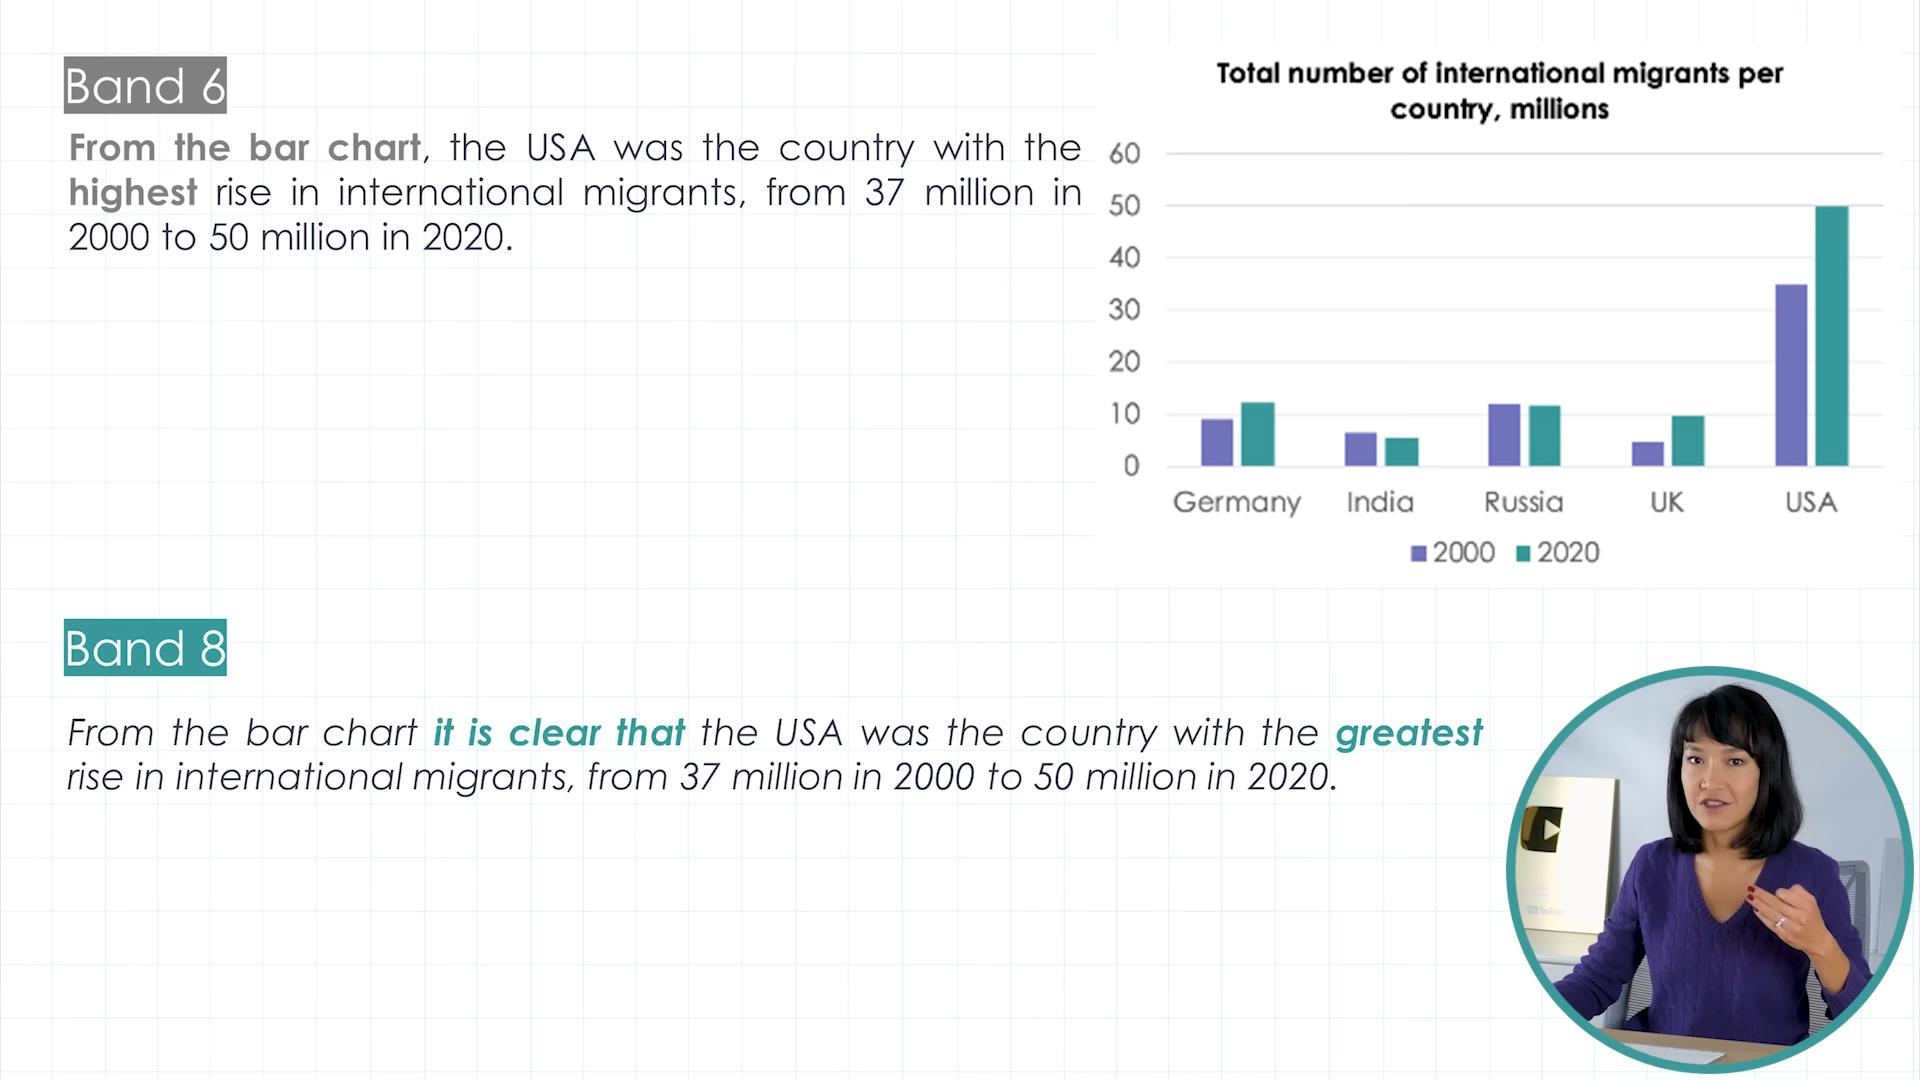 Band 6
From the bar chart, the USA was the country with the
highest rise in international migrants, from 37 million in
2000 to 50 million in 2020.
Total number of international migrants per
country, millions
60
50
40
30
20
10
0
Germany India Russia UK USA
2000 2020
Band 8
From the bar chart it is clear that the USA was the country with the greatest
rise in international migrants, from 37 million in 2000 to 50 million in 2020.